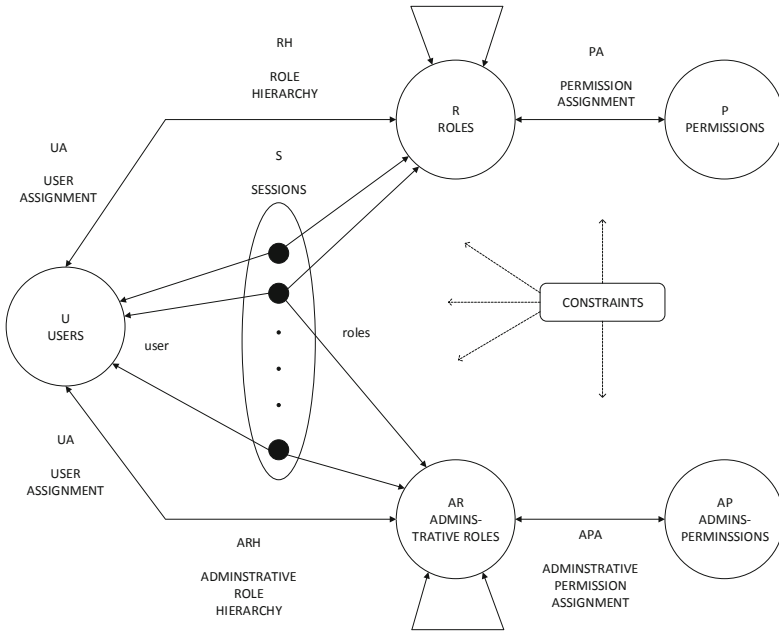 RH
ROLE
HIERARCHY
PA
PERMISSION
ASSIGNMENT
R
ROLES
P
PERMISSIONS
UA
USER
ASSIGNMENT
S
SESSIONS
U
USERS
user
roles
CONSTRAINTS
UA
USER
ASSIGNMENT
AR
ADMINS-
TRATIVE ROLES
AP
ADMINS-
PERMINSSIONS
ARH
ADMINSTRATIVE
ROLE
HIERARCHY
APA
ADMINSTRATIVE
PERMISSION
ASSIGNMENT